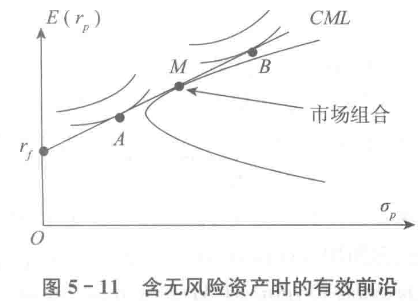 E(r_p)
CML
M
B
市场组合
A
r_f
σ_p
O
图 5-11 含无风险资产时的有效前沿